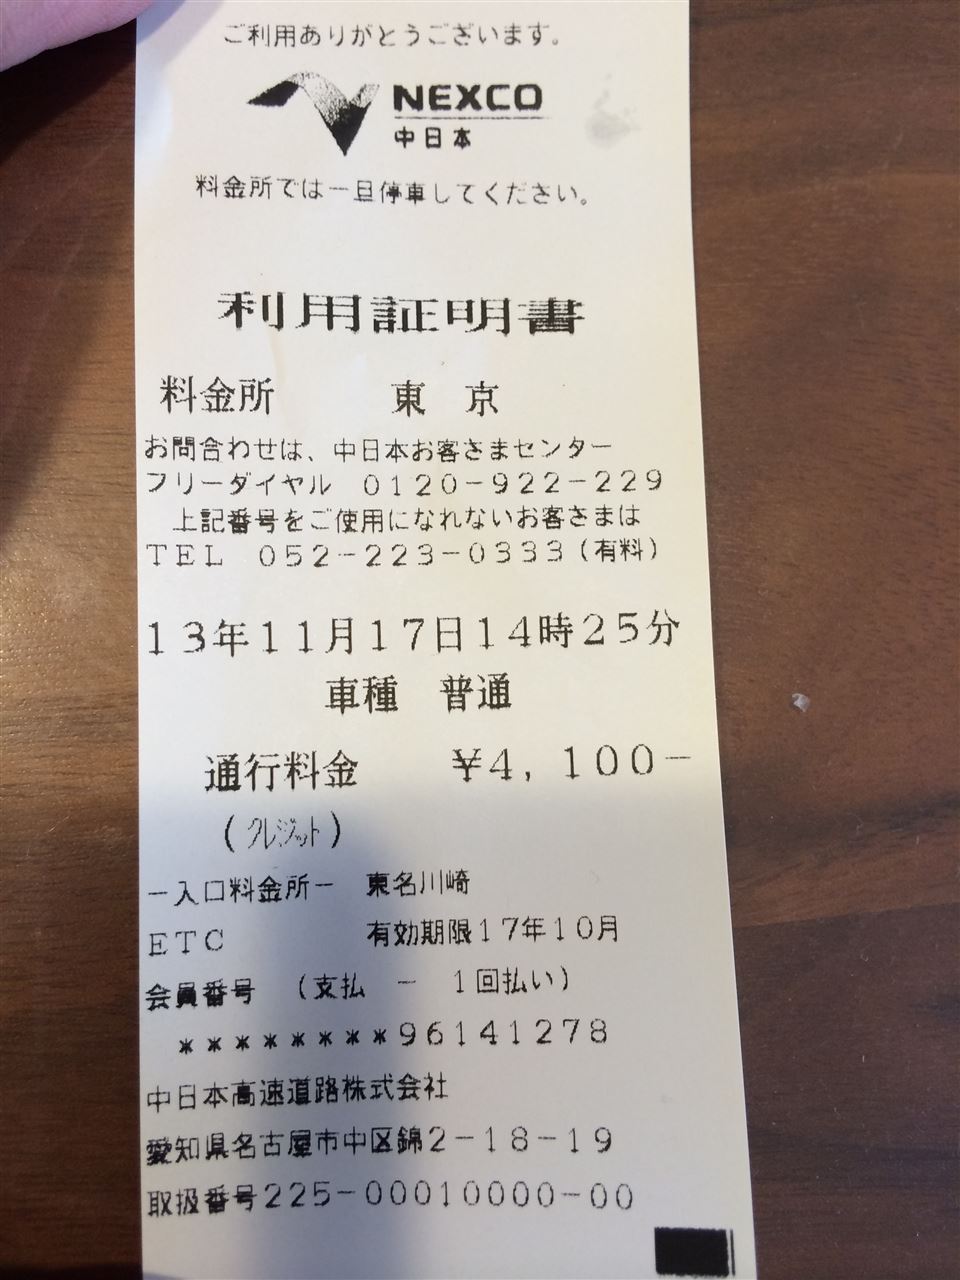 ご利用ありがとうございます。
NEXCO
中日本
料金所では一旦停車してください。
利用証明書
料金所 東 京
お問合わせは、中日本お客さまセンター
フリーダイヤル 0120-922-229
上記番号をご使用になれないお客さまは
TEL 052-223-0333(有料)
13年11月17日14時25分
車種 普通
通行料金 ¥4,100-
(クレジット)
-入口料金所- 東名川崎
ETC 有効期限17年10月
会員番号 (支払 - 1回払い)
********96141278
中日本高速道路株式会社
愛知県名古屋市中区錦2-18-19
取扱番号225-00010000-00